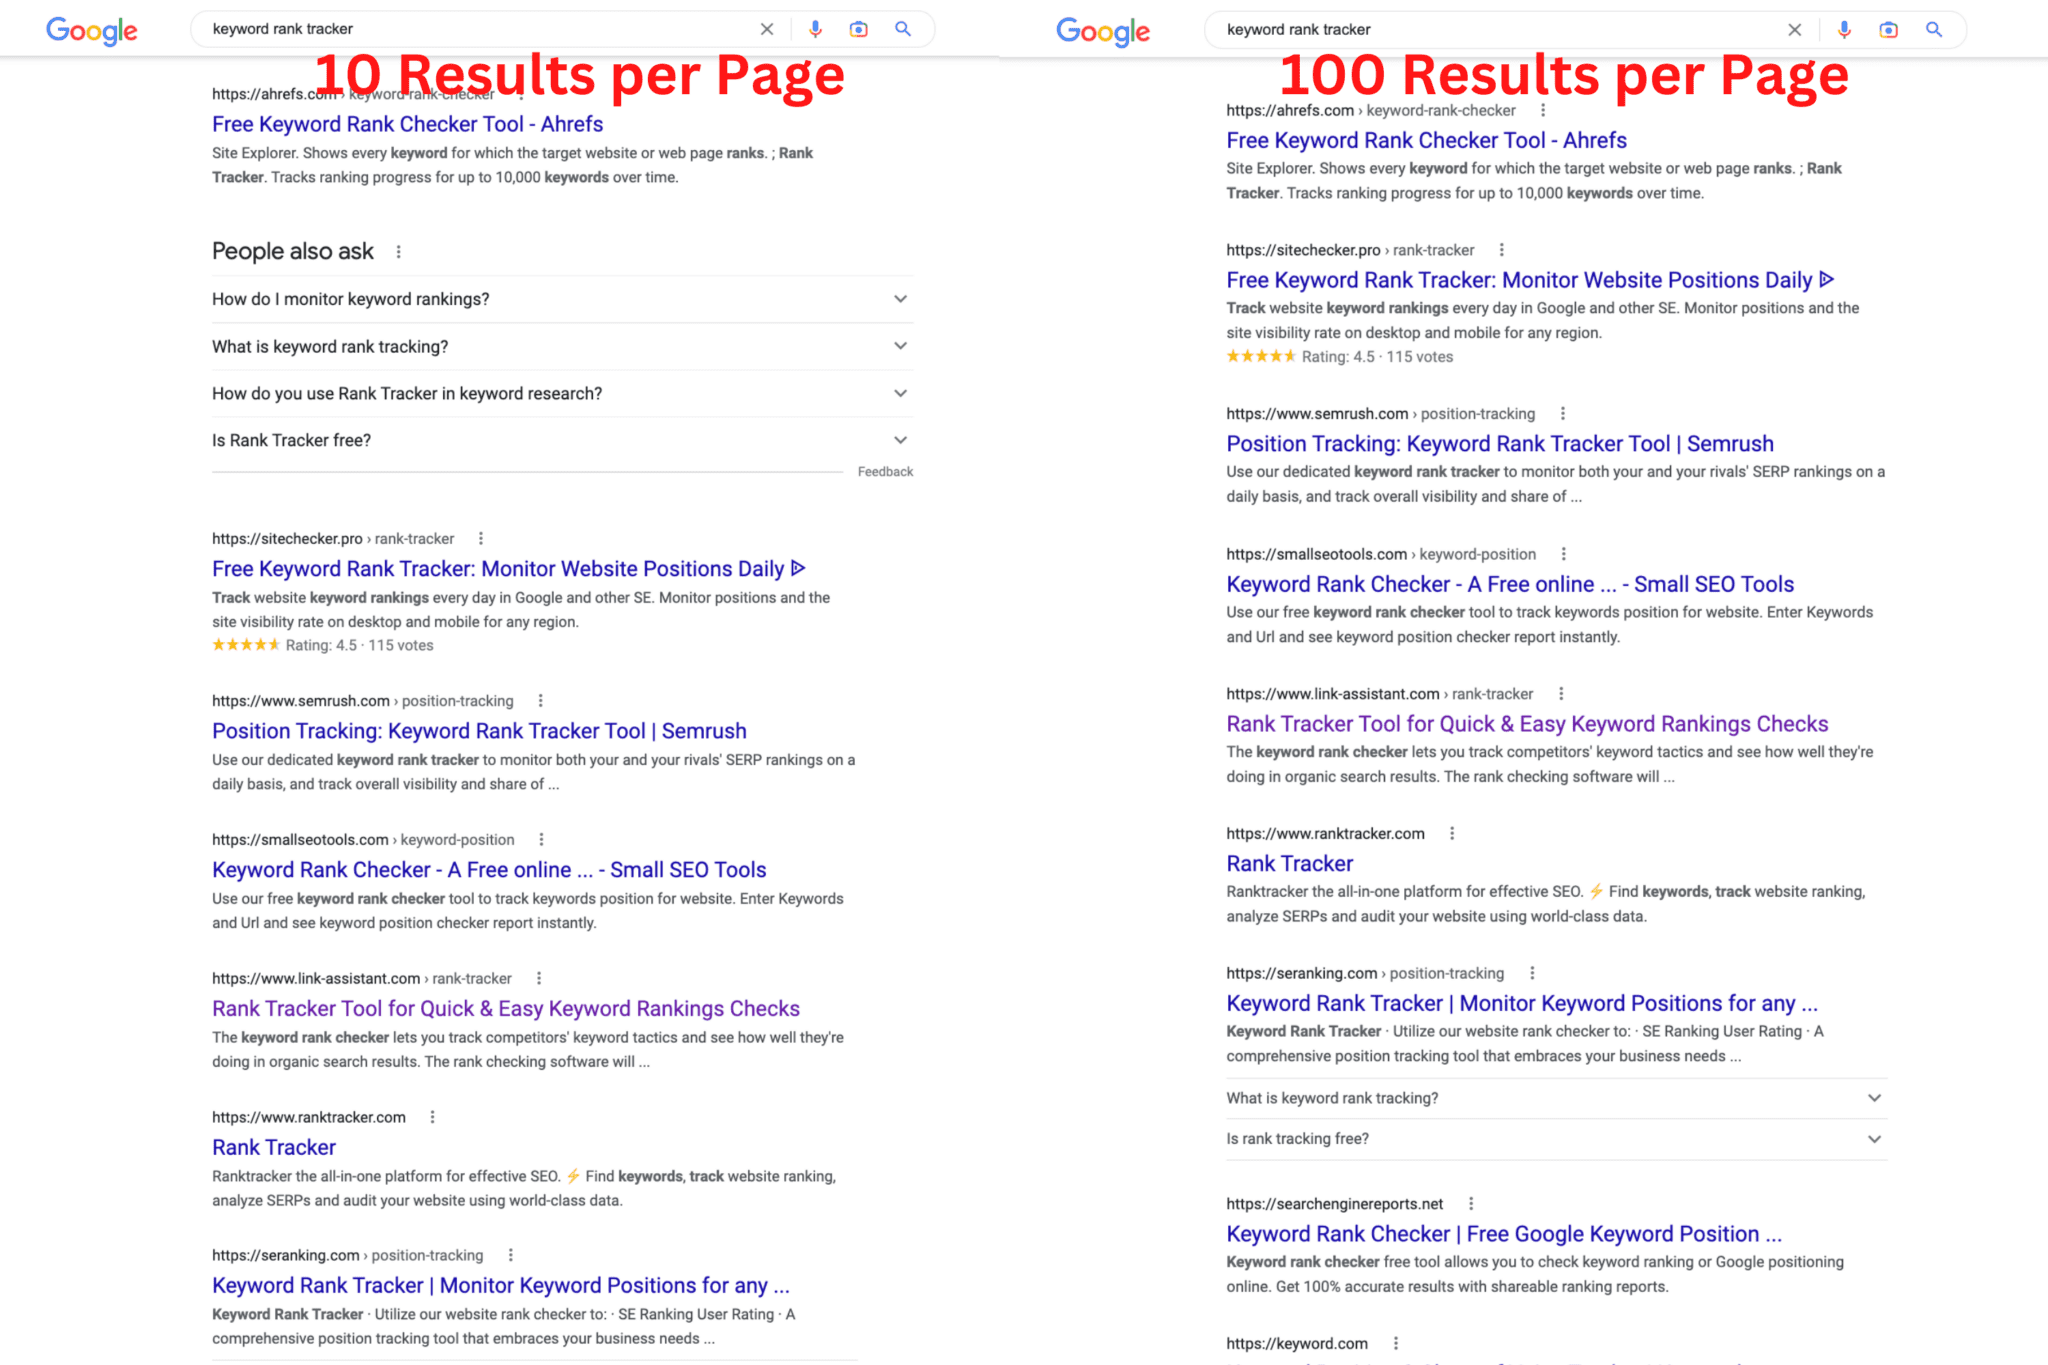 Google
keyword rank tracker
10 Results per Page
https://ahrefs.com › keyword-rank-checker
Free Keyword Rank Checker Tool - Ahrefs
Site Explorer. Shows every keyword for which the target website or web page ranks. ; Rank
Tracker. Tracks ranking progress for up to 10,000 keywords over time.
People also ask
How do I monitor keyword rankings?
What is keyword rank tracking?
How do you use Rank Tracker in keyword research?
Is Rank Tracker free?
Feedback
https://sitechecker.pro › rank-tracker
Free Keyword Rank Tracker: Monitor Website Positions Daily ᐈ
Track website keyword rankings every day in Google and other SE. Monitor positions and the
site visibility rate on desktop and mobile for any region.
★★★★★ Rating: 4.5 · 115 votes
https://www.semrush.com › position-tracking
Position Tracking: Keyword Rank Tracker Tool | Semrush
Use our dedicated keyword rank tracker to monitor both your and your rivals' SERP rankings on a
daily basis, and track overall visibility and share of ...
https://smallseotools.com › keyword-position
Keyword Rank Checker - A Free online ... - Small SEO Tools
Use our free keyword rank checker tool to track keywords position for website. Enter Keywords
and Url and see keyword position checker report instantly.
https://www.link-assistant.com › rank-tracker
Rank Tracker Tool for Quick & Easy Keyword Rankings Checks
The keyword rank checker lets you track competitors' keyword tactics and see how well they're
doing in organic search results. The rank checking software will ...
https://www.ranktracker.com
Rank Tracker
Ranktracker the all-in-one platform for effective SEO. ⚡ Find keywords, track website ranking,
analyze SERPs and audit your website using world-class data.
https://seranking.com › position-tracking
Keyword Rank Tracker | Monitor Keyword Positions for any ...
Keyword Rank Tracker · Utilize our website rank checker to: · SE Ranking User Rating · A
comprehensive position tracking tool that embraces your business needs ...
Google
keyword rank tracker
100 Results per Page
https://ahrefs.com › keyword-rank-checker
Free Keyword Rank Checker Tool - Ahrefs
Site Explorer. Shows every keyword for which the target website or web page ranks. ; Rank
Tracker. Tracks ranking progress for up to 10,000 keywords over time.
https://sitechecker.pro › rank-tracker
Free Keyword Rank Tracker: Monitor Website Positions Daily ᐈ
Track website keyword rankings every day in Google and other SE. Monitor positions and the
site visibility rate on desktop and mobile for any region.
★★★★★ Rating: 4.5 · 115 votes
https://www.semrush.com › position-tracking
Position Tracking: Keyword Rank Tracker Tool | Semrush
Use our dedicated keyword rank tracker to monitor both your and your rivals' SERP rankings on a
daily basis, and track overall visibility and share of ...
https://smallseotools.com › keyword-position
Keyword Rank Checker - A Free online ... - Small SEO Tools
Use our free keyword rank checker tool to track keywords position for website. Enter Keywords
and Url and see keyword position checker report instantly.
https://www.link-assistant.com › rank-tracker
Rank Tracker Tool for Quick & Easy Keyword Rankings Checks
The keyword rank checker lets you track competitors' keyword tactics and see how well they're
doing in organic search results. The rank checking software will ...
https://www.ranktracker.com
Rank Tracker
Ranktracker the all-in-one platform for effective SEO. ⚡ Find keywords, track website ranking,
analyze SERPs and audit your website using world-class data.
https://seranking.com › position-tracking
Keyword Rank Tracker | Monitor Keyword Positions for any ...
Keyword Rank Tracker · Utilize our website rank checker to: · SE Ranking User Rating · A
comprehensive position tracking tool that embraces your business needs ...
What is keyword rank tracking?
Is rank tracking free?
https://searchenginereports.net
Keyword Rank Checker | Free Google Keyword Position ...
Keyword rank checker free tool allows you to check keyword ranking or Google positioning
online. Get 100% accurate results with shareable ranking reports.
https://keyword.com